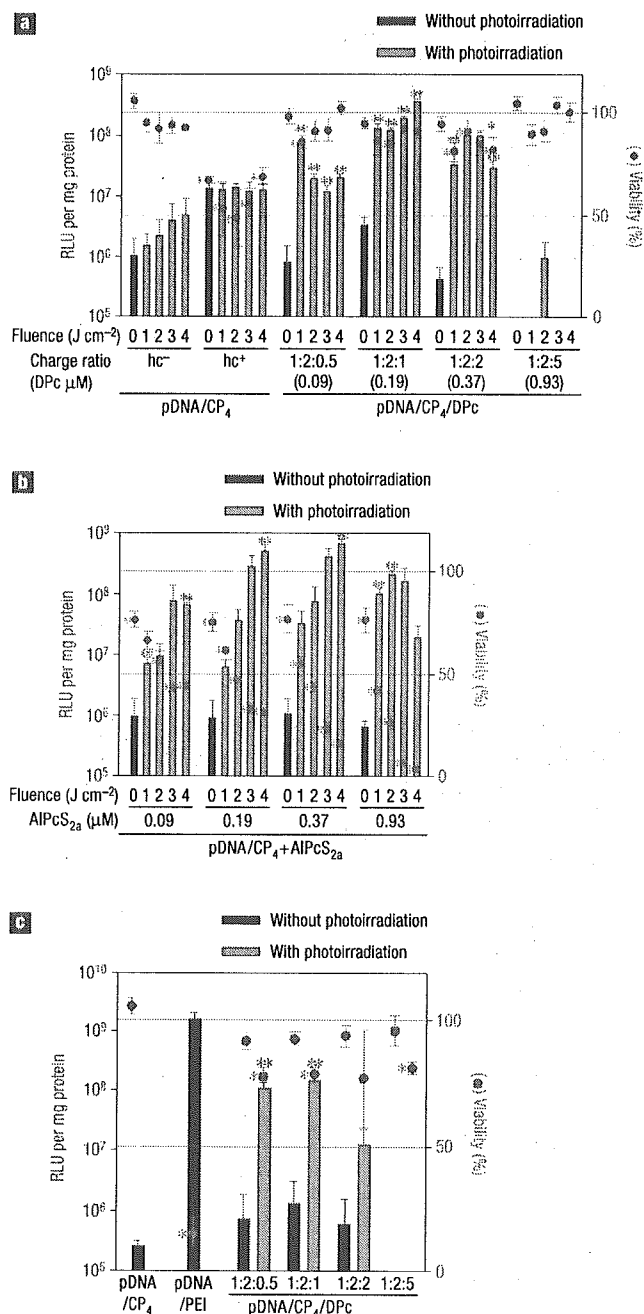 a
Without photoirradiation
With photoirradiation
10⁹
10⁸
10⁷
10⁶
10⁵
RLU per mg protein
100
50
0
(●) Viability (%)
Fluence (J cm⁻²) 0 1 2 3 4 0 1 2 3 4 0 1 2 3 4 0 1 2 3 4 0 1 2 3 4 0 1 2 3 4
Charge ratio hc⁻ hc⁺ 1:2:0.5 1:2:1 1:2:2 1:2:5
(DPc μM) (0.09) (0.19) (0.37) (0.93)
pDNA/CP₄ pDNA/CP₄/DPc
b
Without photoirradiation
With photoirradiation
10⁹
10⁸
10⁷
10⁶
10⁵
RLU per mg protein
100
50
0
(●) Viability (%)
Fluence (J cm⁻²) 0 1 2 3 4 0 1 2 3 4 0 1 2 3 4 0 1 2 3 4
AlPcS₂ₐ (μM) 0.09 0.19 0.37 0.93
pDNA/CP₄+AlPcS₂ₐ
c
Without photoirradiation
With photoirradiation
10¹⁰
10⁹
10⁸
10⁷
10⁶
10⁵
RLU per mg protein
100
50
0
(●) Viability (%)
pDNA pDNA 1:2:0.5 1:2:1 1:2:2 1:2:5
/CP₄ /PEI pDNA/CP₄/DPc